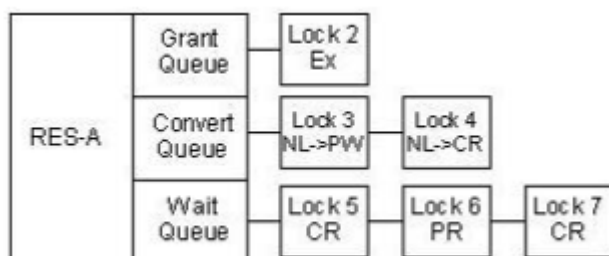 Grant
Queue
Lock 2
Ex
RES-A
Convert
Queue
Lock 3
NL->PW
Lock 4
NL->CR
Wait
Queue
Lock 5
CR
Lock 6
PR
Lock 7
CR